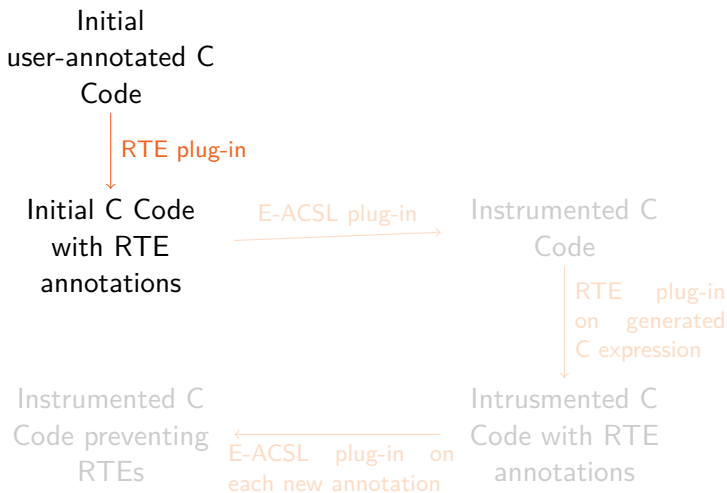 Initial
user-annotated C
Code
RTE plug-in
Initial C Code
with RTE
annotations
E-ACSL plug-in
Instrumented C
Code
RTE plug-in
on generated
C expression
Intrusmented C
Code with RTE
annotations
E-ACSL plug-in on
each new annotation
Instrumented C
Code preventing
RTEs